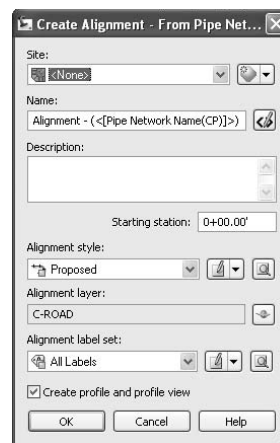 Create Alignment - From Pipe Net...
Site:
<None>
Name:
Alignment - (<[Pipe Network Name(CP)]>)
Description:
Starting station: 0+00.00'
Alignment style:
Proposed
Alignment layer:
C-ROAD
Alignment label set:
All Labels
Create profile and profile view
OK Cancel Help